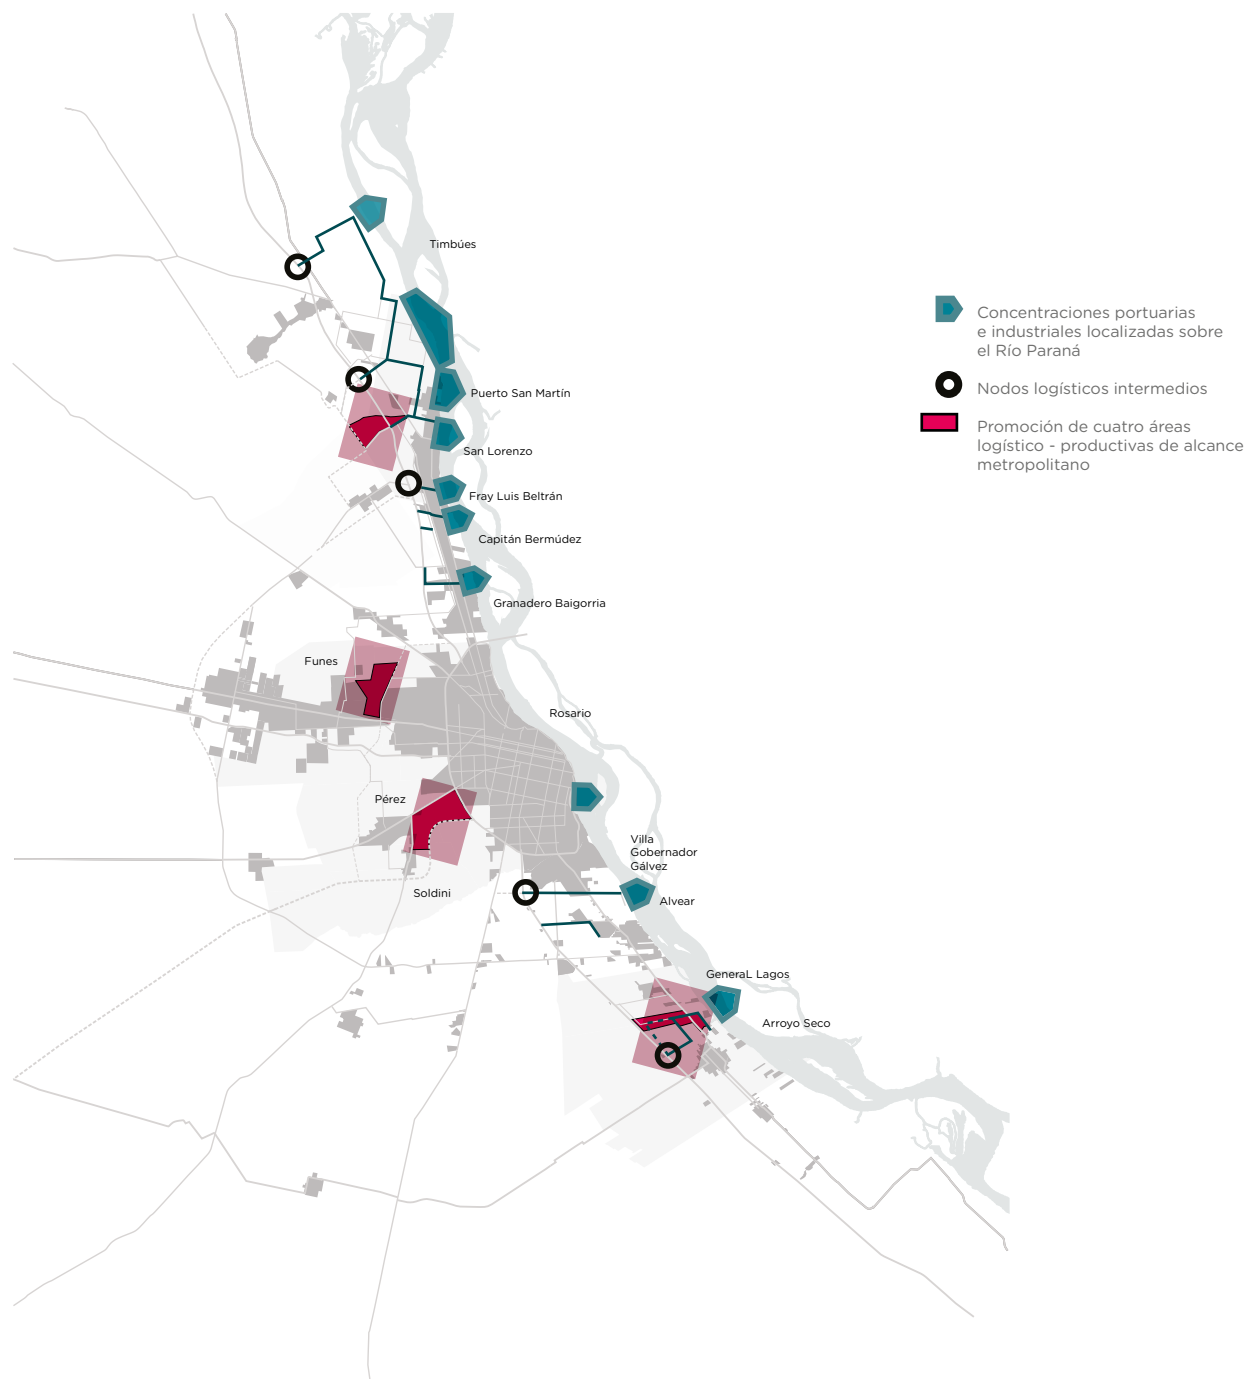 Timbúes
Puerto San Martín
San Lorenzo
Fray Luis Beltrán
Capitán Bermúdez
Granadero Baigorria
Funes
Rosario
Pérez
Villa
Gobernador
Gálvez
Soldini
Alvear
GeneraL Lagos
Arroyo Seco
Concentraciones portuarias
e industriales localizadas sobre
el Río Paraná
Nodos logísticos intermedios
Promoción de cuatro áreas
logístico - productivas de alcance
metropolitano